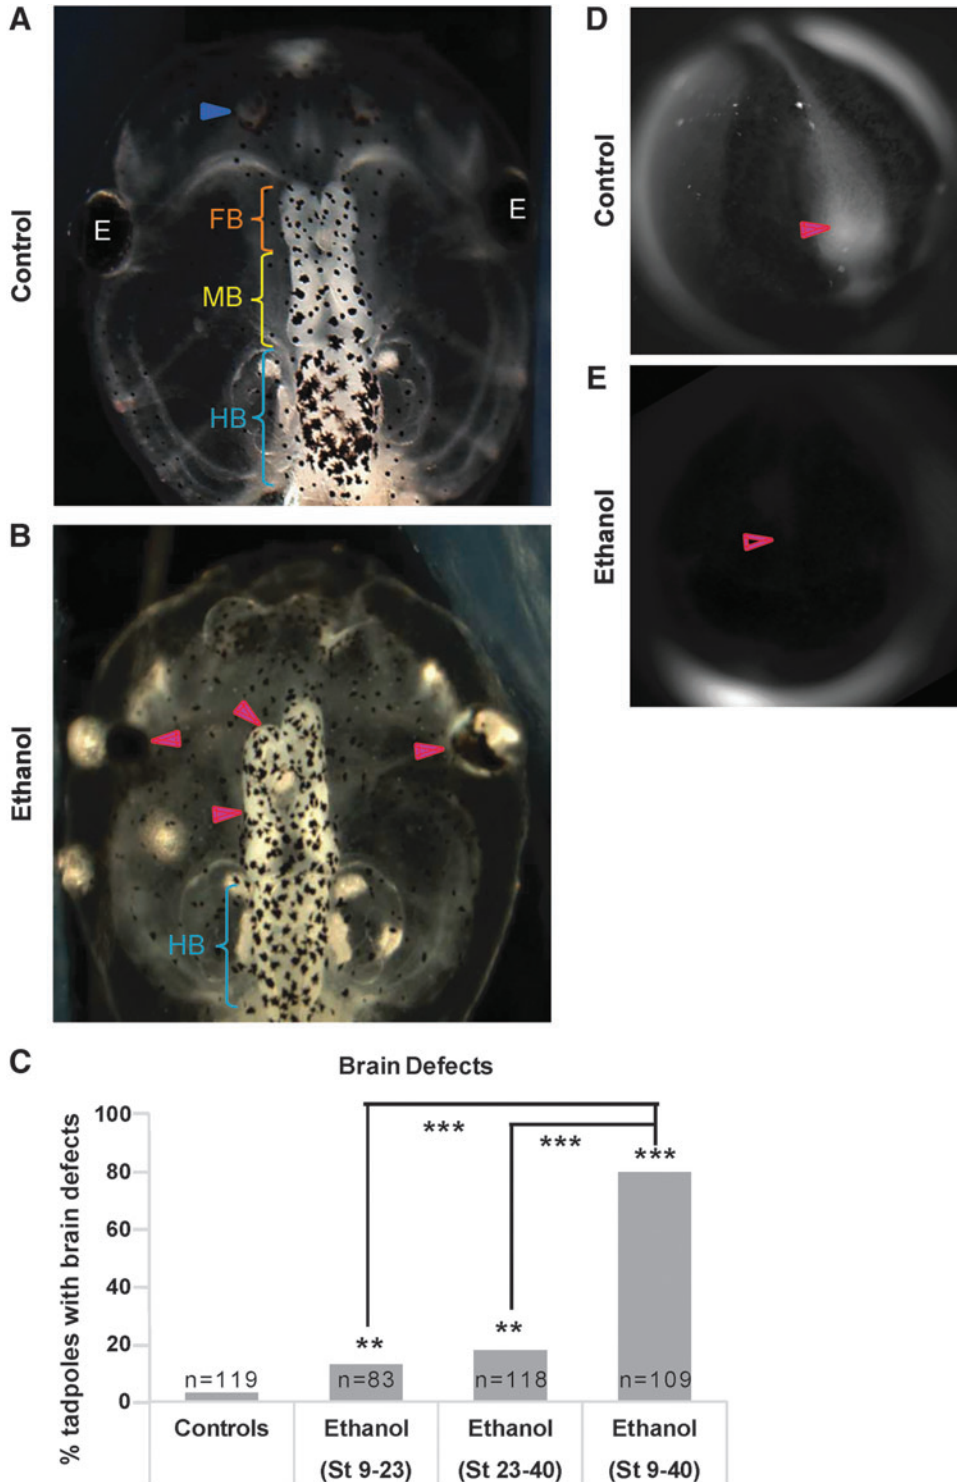 A
Control
E
E
FB
MB
HB
B
Ethanol
HB
D
Control
E
Ethanol
C
Brain Defects
% tadpoles with brain defects
100
80
60
40
20
0
***
***
***
**
**
n=119
n=83
n=118
n=109
Controls
Ethanol
(St 9-23)
Ethanol
(St 23-40)
Ethanol
(St 9-40)